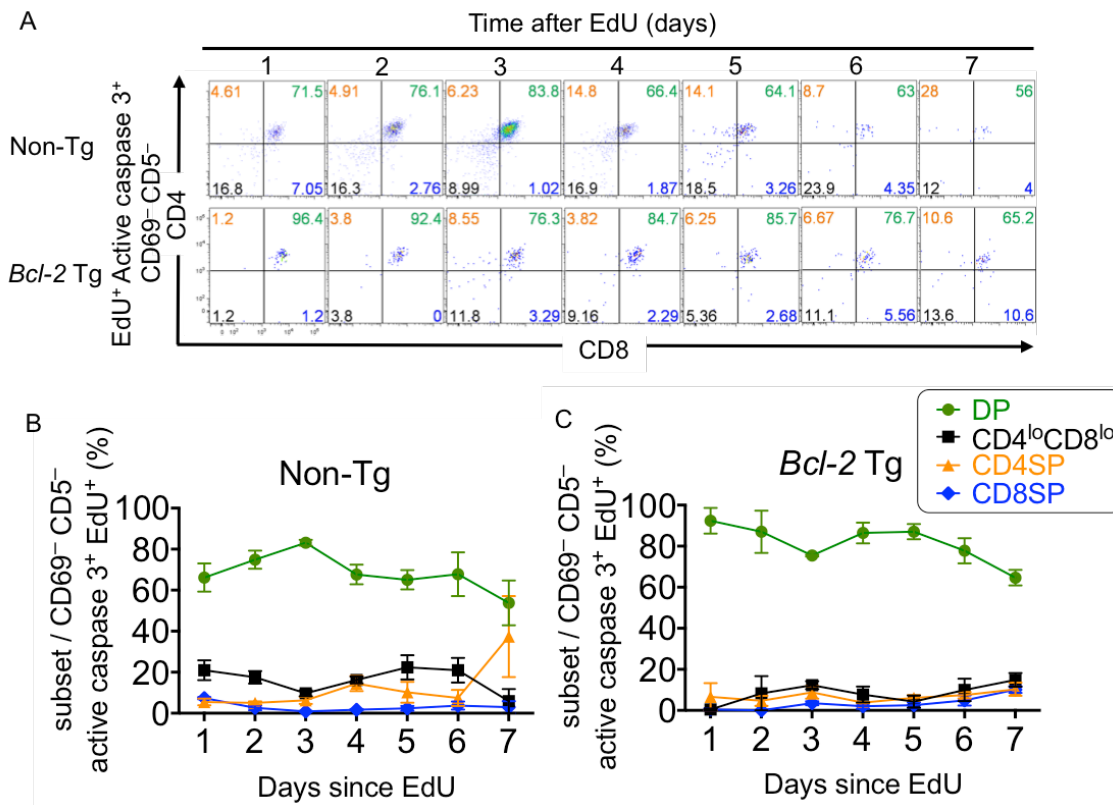 A
Time after EdU (days)
1 2 3 4 5 6 7
EdU⁺ Active caspase 3⁺
CD69⁻ CD5⁻
CD4
Non-Tg
4.61 71.5 4.91 76.1 6.23 83.8 14.8 66.4 14.1 64.1 8.7 63 28 56
16.8 7.05 16.3 2.76 8.99 1.02 16.9 1.87 18.5 3.26 23.9 4.35 12 4
Bcl-2 Tg
1.2 96.4 3.8 92.4 8.55 76.3 3.82 84.7 6.25 85.7 6.67 76.7 10.6 65.2
1.2 1.2 3.8 0 11.8 3.29 9.16 2.29 5.36 2.68 11.1 5.56 13.6 10.6
CD8
B
Non-Tg
subset / CD69⁻ CD5⁻
active caspase 3⁺ EdU⁺ (%)
100
80
60
40
20
0
1 2 3 4 5 6 7
Days since EdU
C
Bcl-2 Tg
DP
CD4ˡᵒCD8ˡᵒ
CD4SP
CD8SP
subset / CD69⁻ CD5⁻
active caspase 3⁺ EdU⁺ (%)
100
80
60
40
20
0
1 2 3 4 5 6 7
Days since EdU